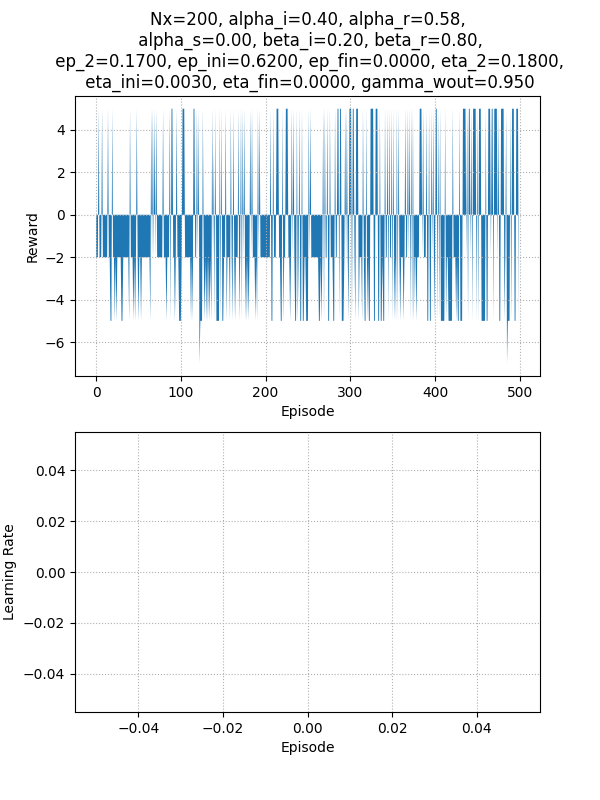 Nx=200, alpha_i=0.40, alpha_r=0.58,
alpha_s=0.00, beta_i=0.20, beta_r=0.80,
ep_2=0.1700, ep_ini=0.6200, ep_fin=0.0000, eta_2=0.1800,
eta_ini=0.0030, eta_fin=0.0000, gamma_wout=0.950
4
2
0
−2
−4
−6
Reward
0 100 200 300 400 500
Episode
0.04
0.02
0.00
−0.02
−0.04
Learning Rate
−0.04 −0.02 0.00 0.02 0.04
Episode